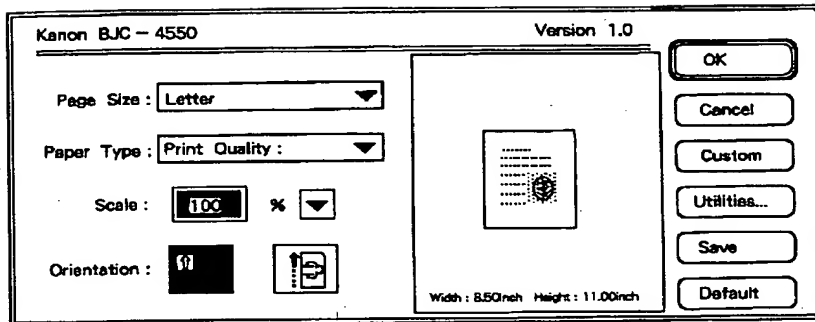 Kanon BJC - 4550
Version 1.0
Page Size : Letter
Paper Type : Print Quality :
Scale : 100 %
Orientation :
Width : 8.50inch Height : 11.00inch
OK
Cancel
Custom
Utilities...
Save
Default